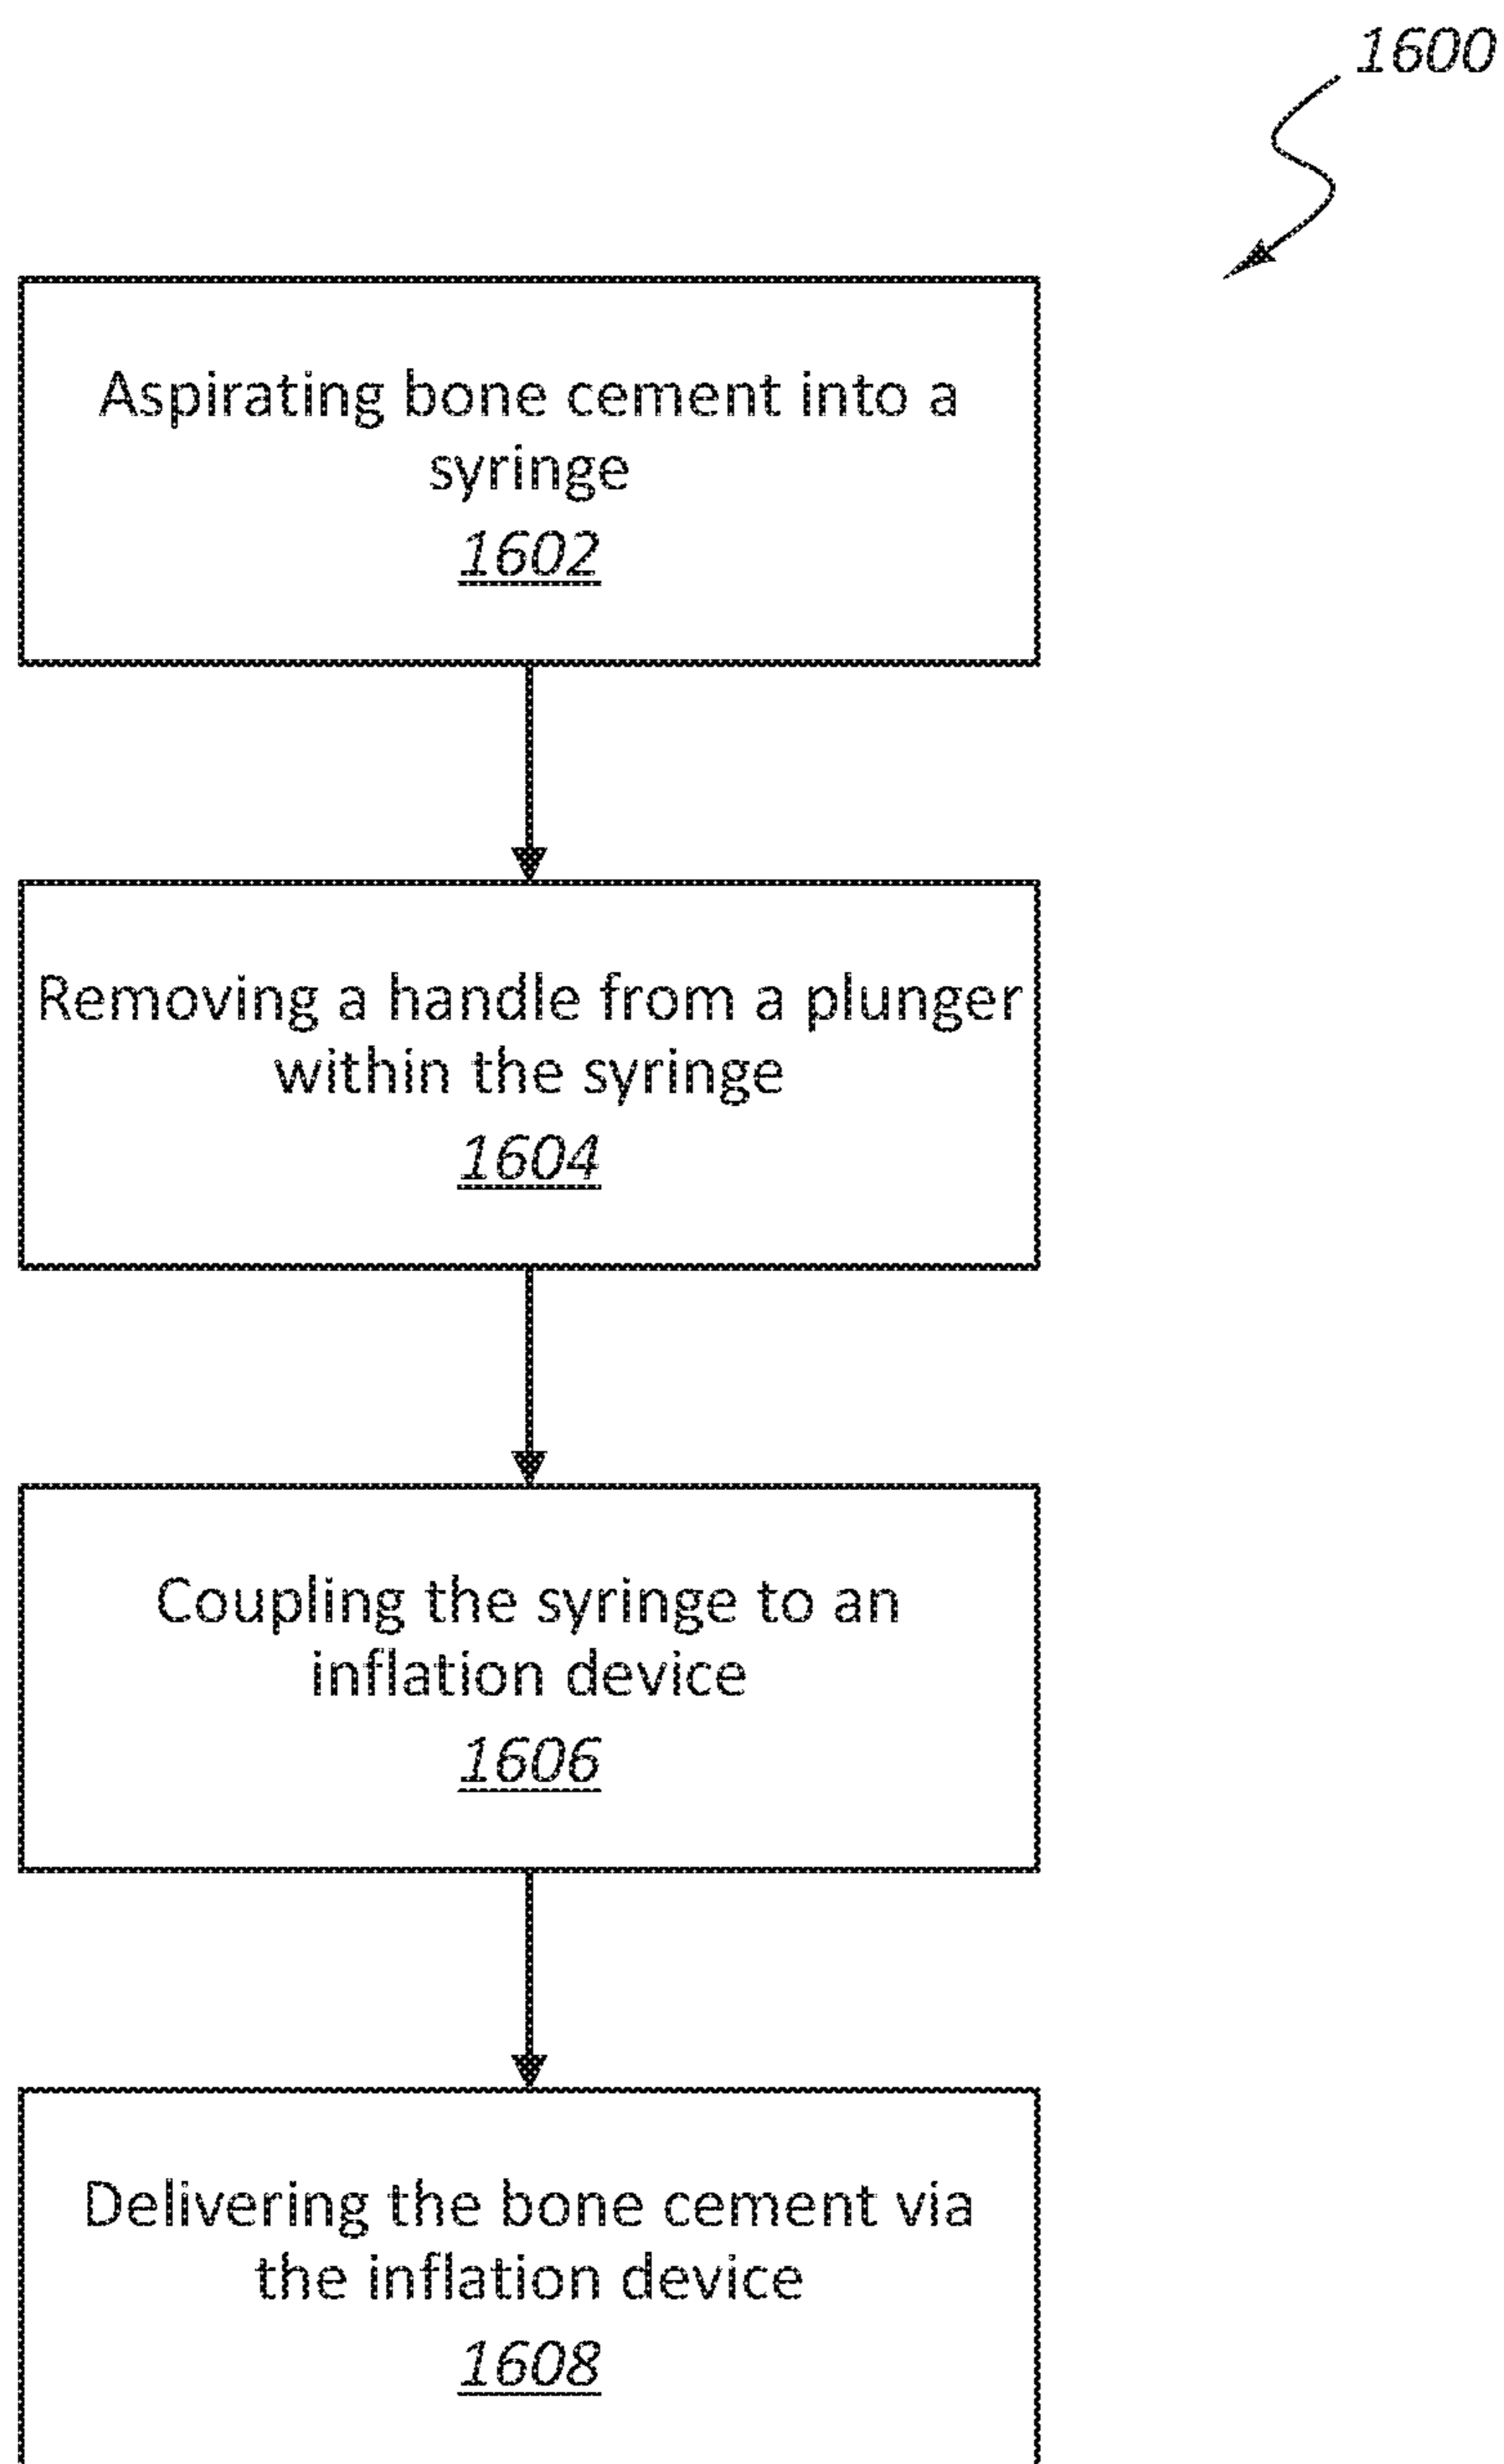 1600
Aspirating bone cement into a
syringe
1602
Removing a handle from a plunger
within the syringe
1604
Coupling the syringe to an
inflation device
1606
Delivering the bone cement via
the inflation device
1608